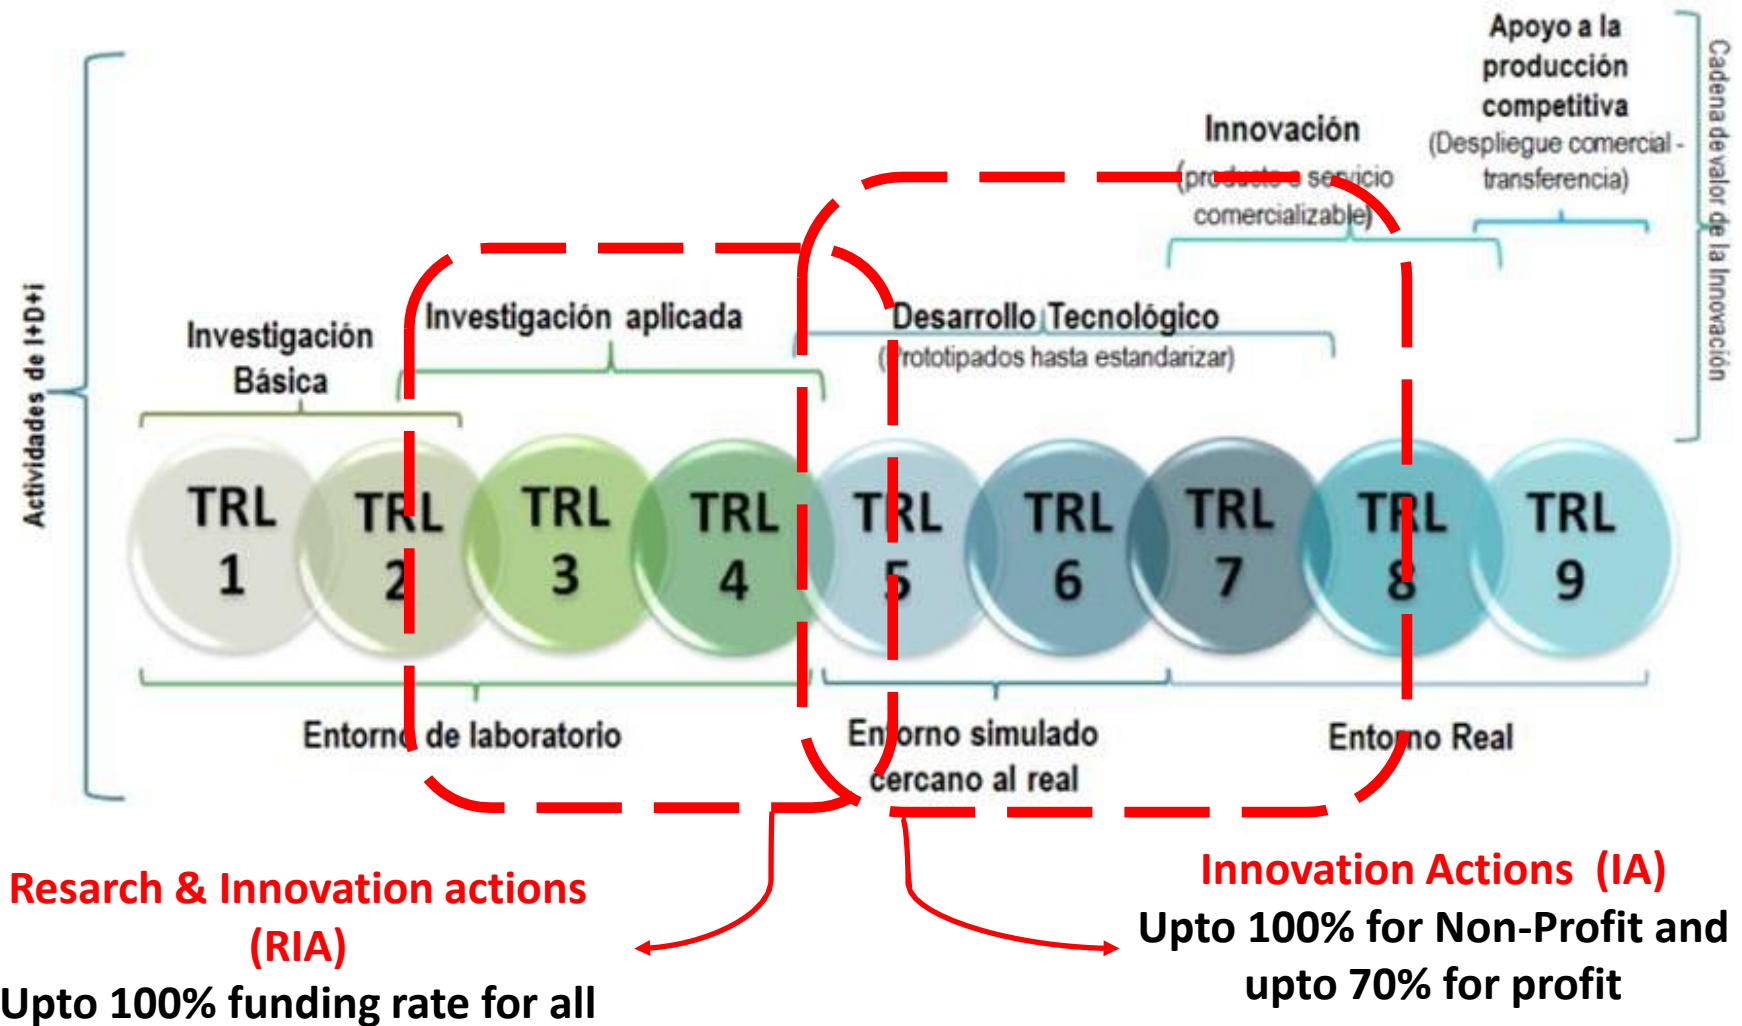 Apoyo a la
producción
competitiva
(Despliegue comercial -
transferencia)
Cadena de valor de la Innovación
Innovación
(producto o servicio
comercializable)
Actividades de I+D+i
Investigación
Básica
Investigación aplicada
Desarrollo Tecnológico
(Prototipados hasta estandarizar)
TRL
1
TRL
2
TRL
3
TRL
4
TRL
5
TRL
6
TRL
7
TRL
8
TRL
9
Entorno de laboratorio
Entorno simulado
cercano al real
Entorno Real
Resarch & Innovation actions
(RIA)
Upto 100% funding rate for all
Innovation Actions (IA)
Upto 100% for Non-Profit and
upto 70% for profit